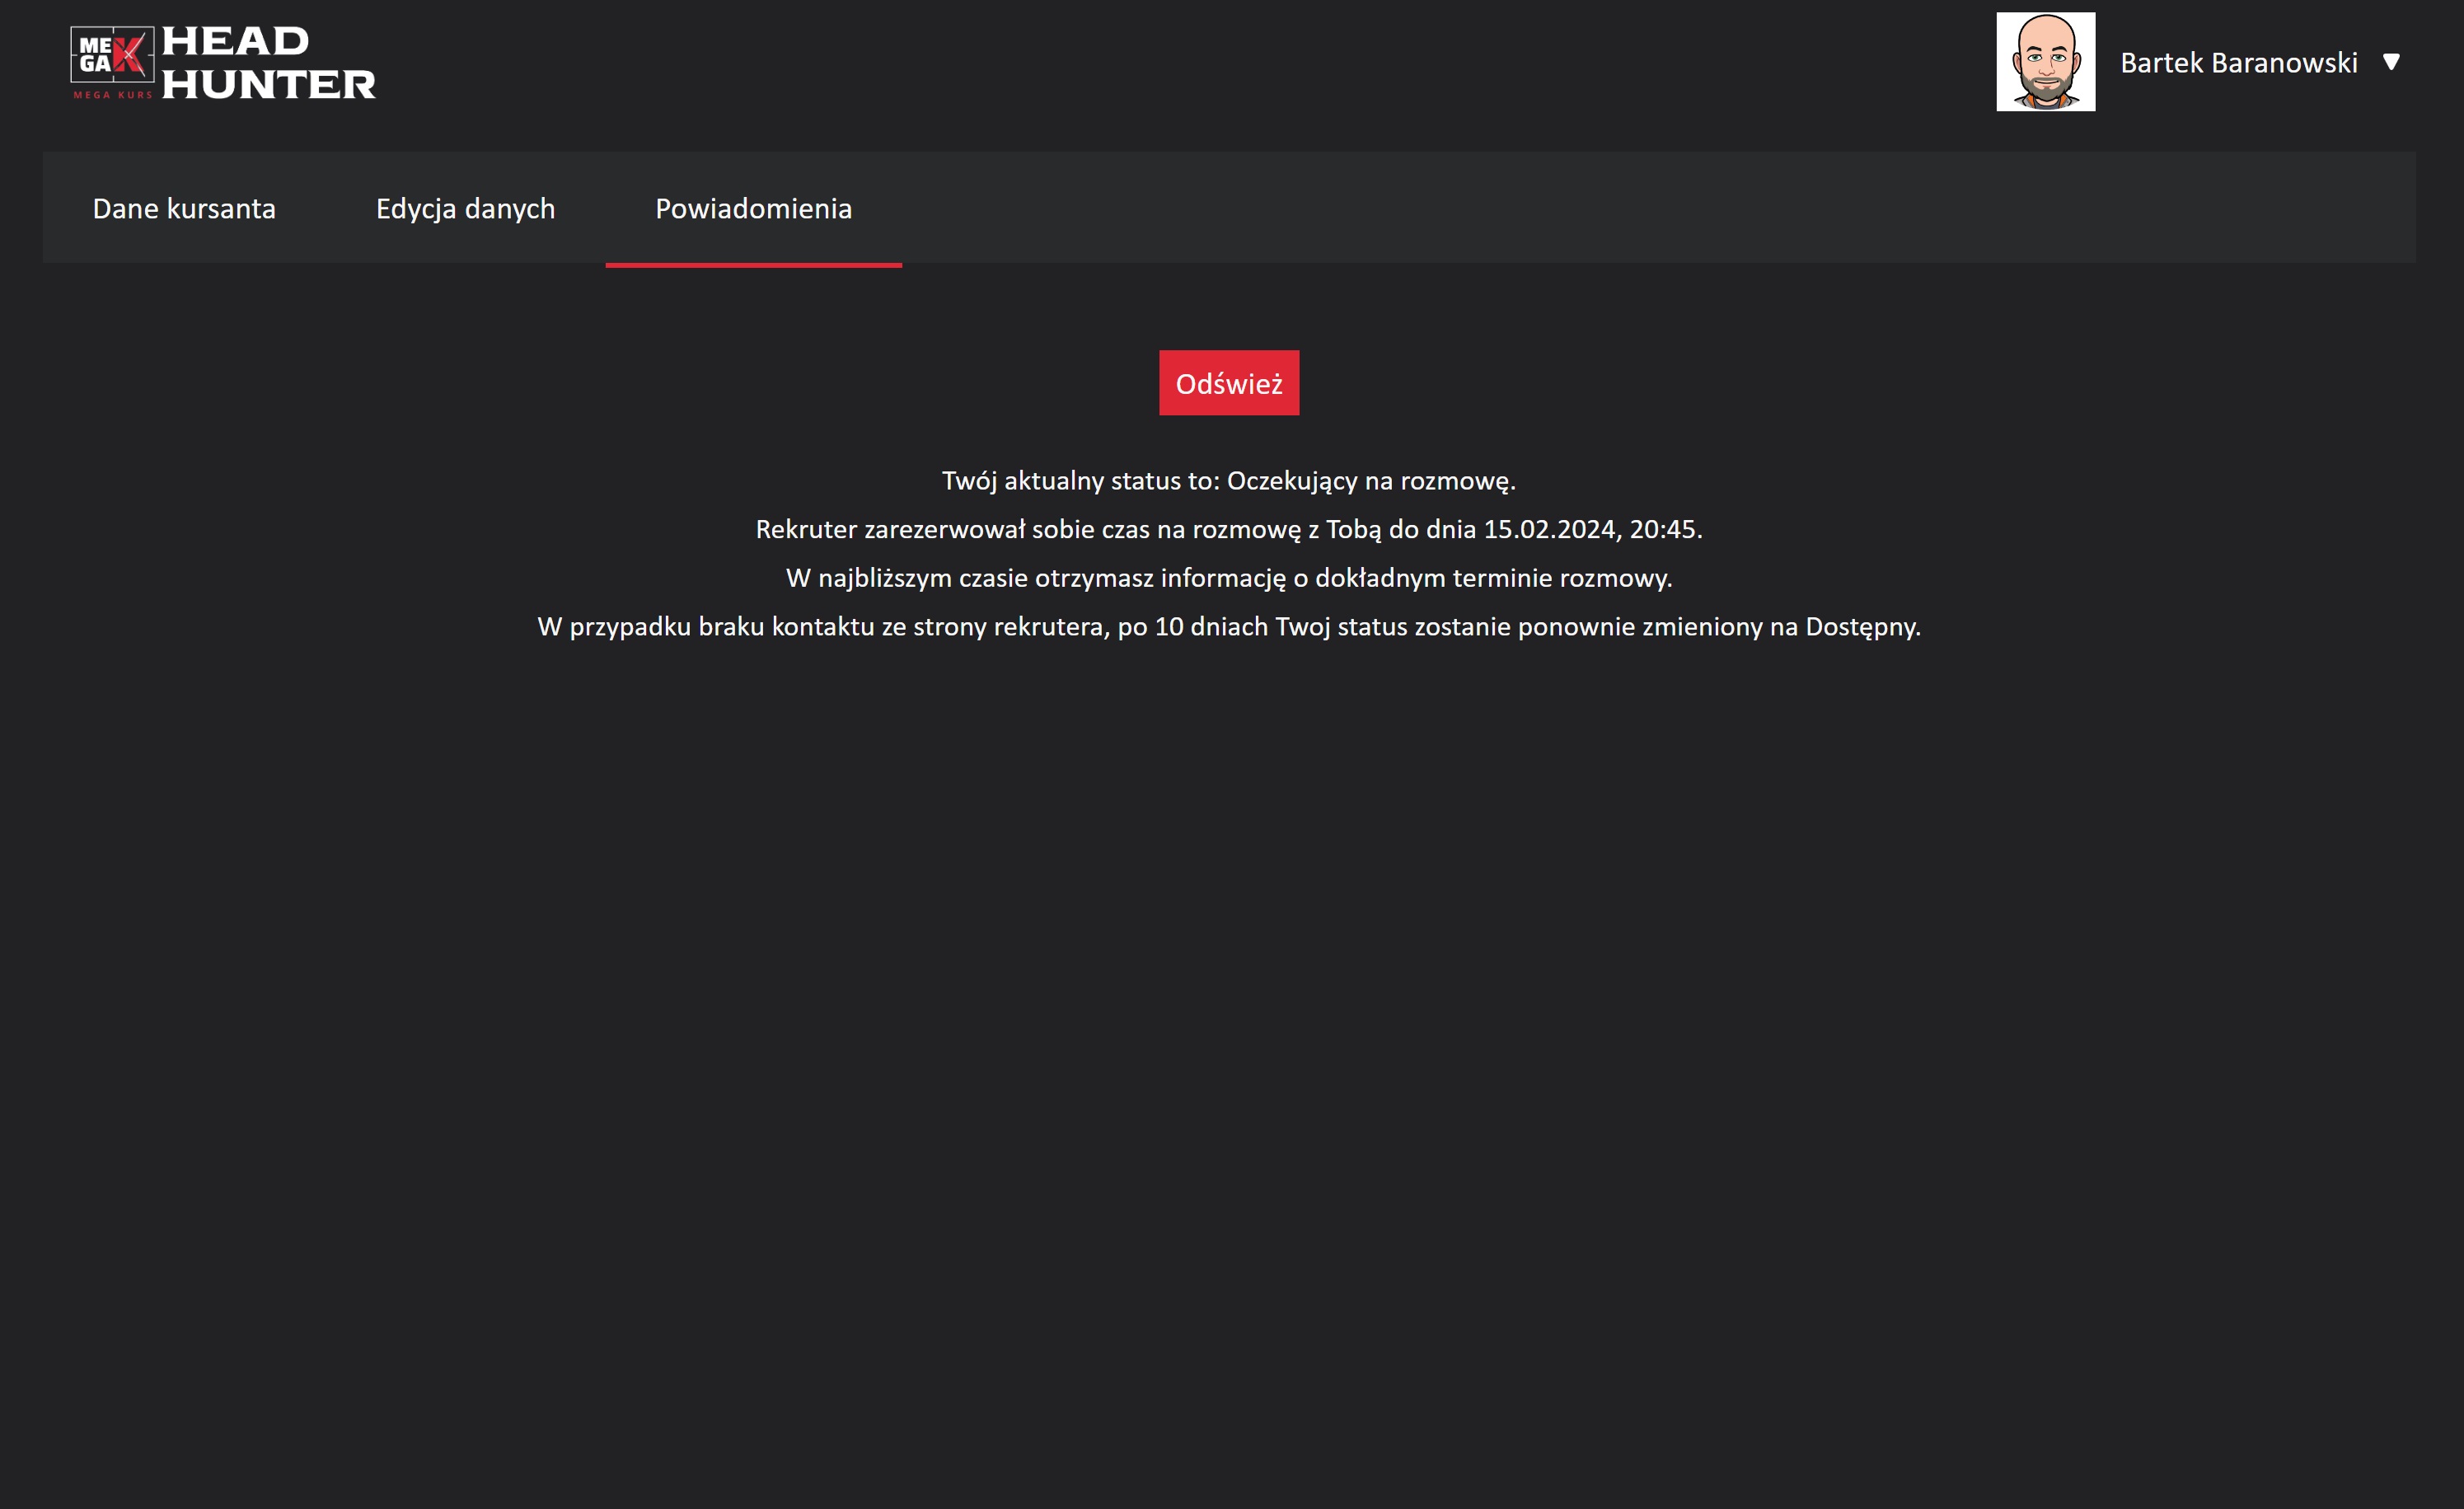 MEGAK
MEGA KURS
HEAD
HUNTER
Bartek Baranowski
Dane kursanta
Edycja danych
Powiadomienia
Odśwież
Twój aktualny status to: Oczekujący na rozmowę.
Rekruter zarezerwował sobie czas na rozmowę z Tobą do dnia 15.02.2024, 20:45.
W najbliższym czasie otrzymasz informację o dokładnym terminie rozmowy.
W przypadku braku kontaktu ze strony rekrutera, po 10 dniach Twoj status zostanie ponownie zmieniony na Dostępny.